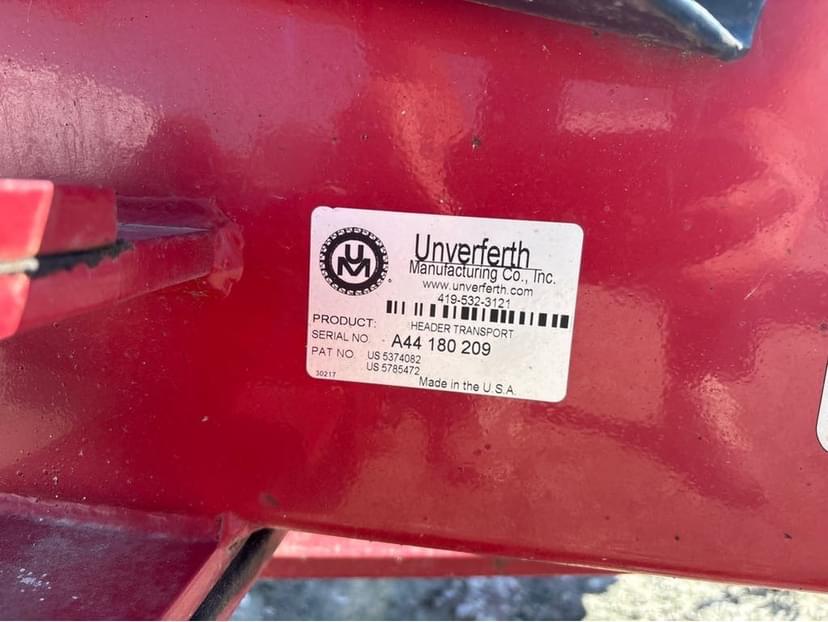 UM
Unverferth
Manufacturing Co., Inc.
www.unverferth.com
419-532-3121
PRODUCT: HEADER TRANSPORT
SERIAL NO A44 180 209
PAT NO. US 5374082
US 5785472
30217 Made in the U.S.A.